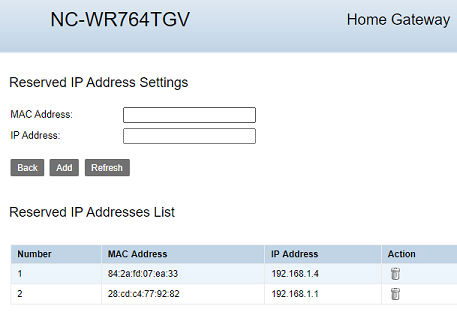 NC-WR764TGV
Home Gateway
Reserved IP Address Settings
MAC Address:
IP Address:
Back Add Refresh
Reserved IP Addresses List
Number MAC Address IP Address Action
1 84:2a:fd:07:ea:33 192.168.1.4
2 28:cd:c4:77:92:82 192.168.1.1